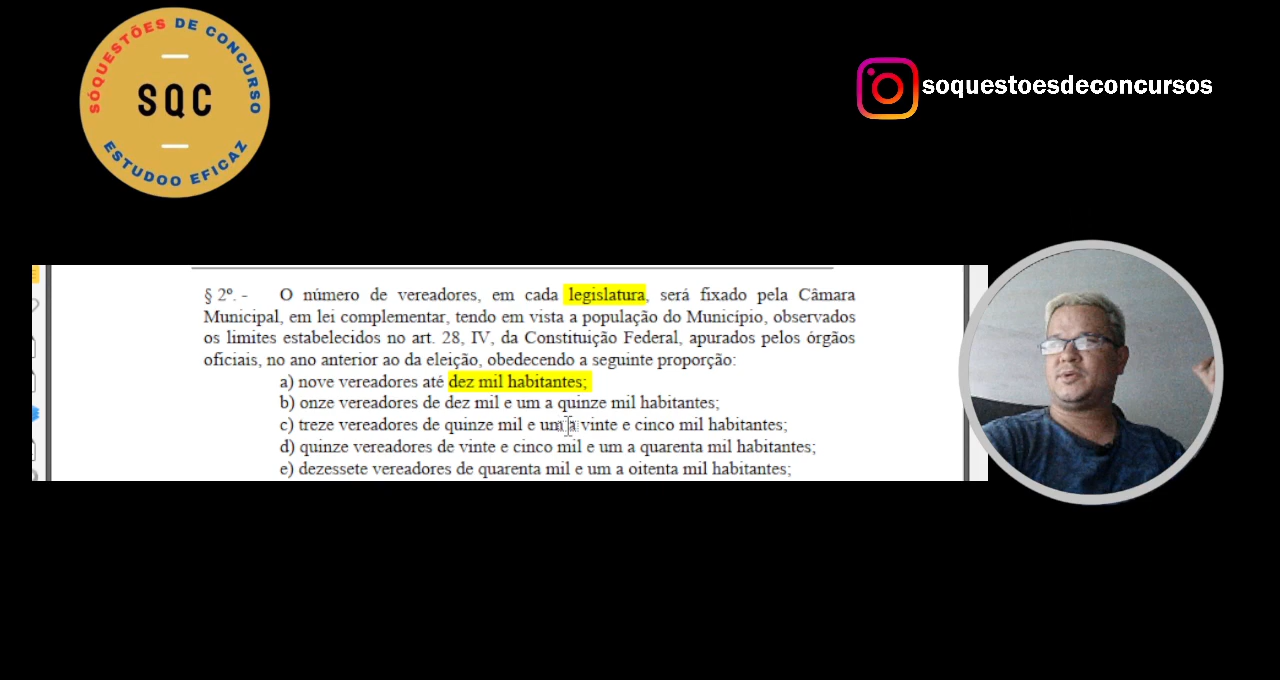 SÓQUESTÕES DE CONCURSO
SQC
ESTUDOO EFICAZ
soquestoesdeconcursos
§ 2º. - O número de vereadores, em cada legislatura, será fixado pela Câmara
Municipal, em lei complementar, tendo em vista a população do Município, observados
os limites estabelecidos no art. 28, IV, da Constituição Federal, apurados pelos órgãos
oficiais, no ano anterior ao da eleição, obedecendo a seguinte proporção:
a) nove vereadores até dez mil habitantes;
b) onze vereadores de dez mil e um a quinze mil habitantes;
c) treze vereadores de quinze mil e um a vinte e cinco mil habitantes;
d) quinze vereadores de vinte e cinco mil e um a quarenta mil habitantes;
e) dezessete vereadores de quarenta mil e um a oitenta mil habitantes;